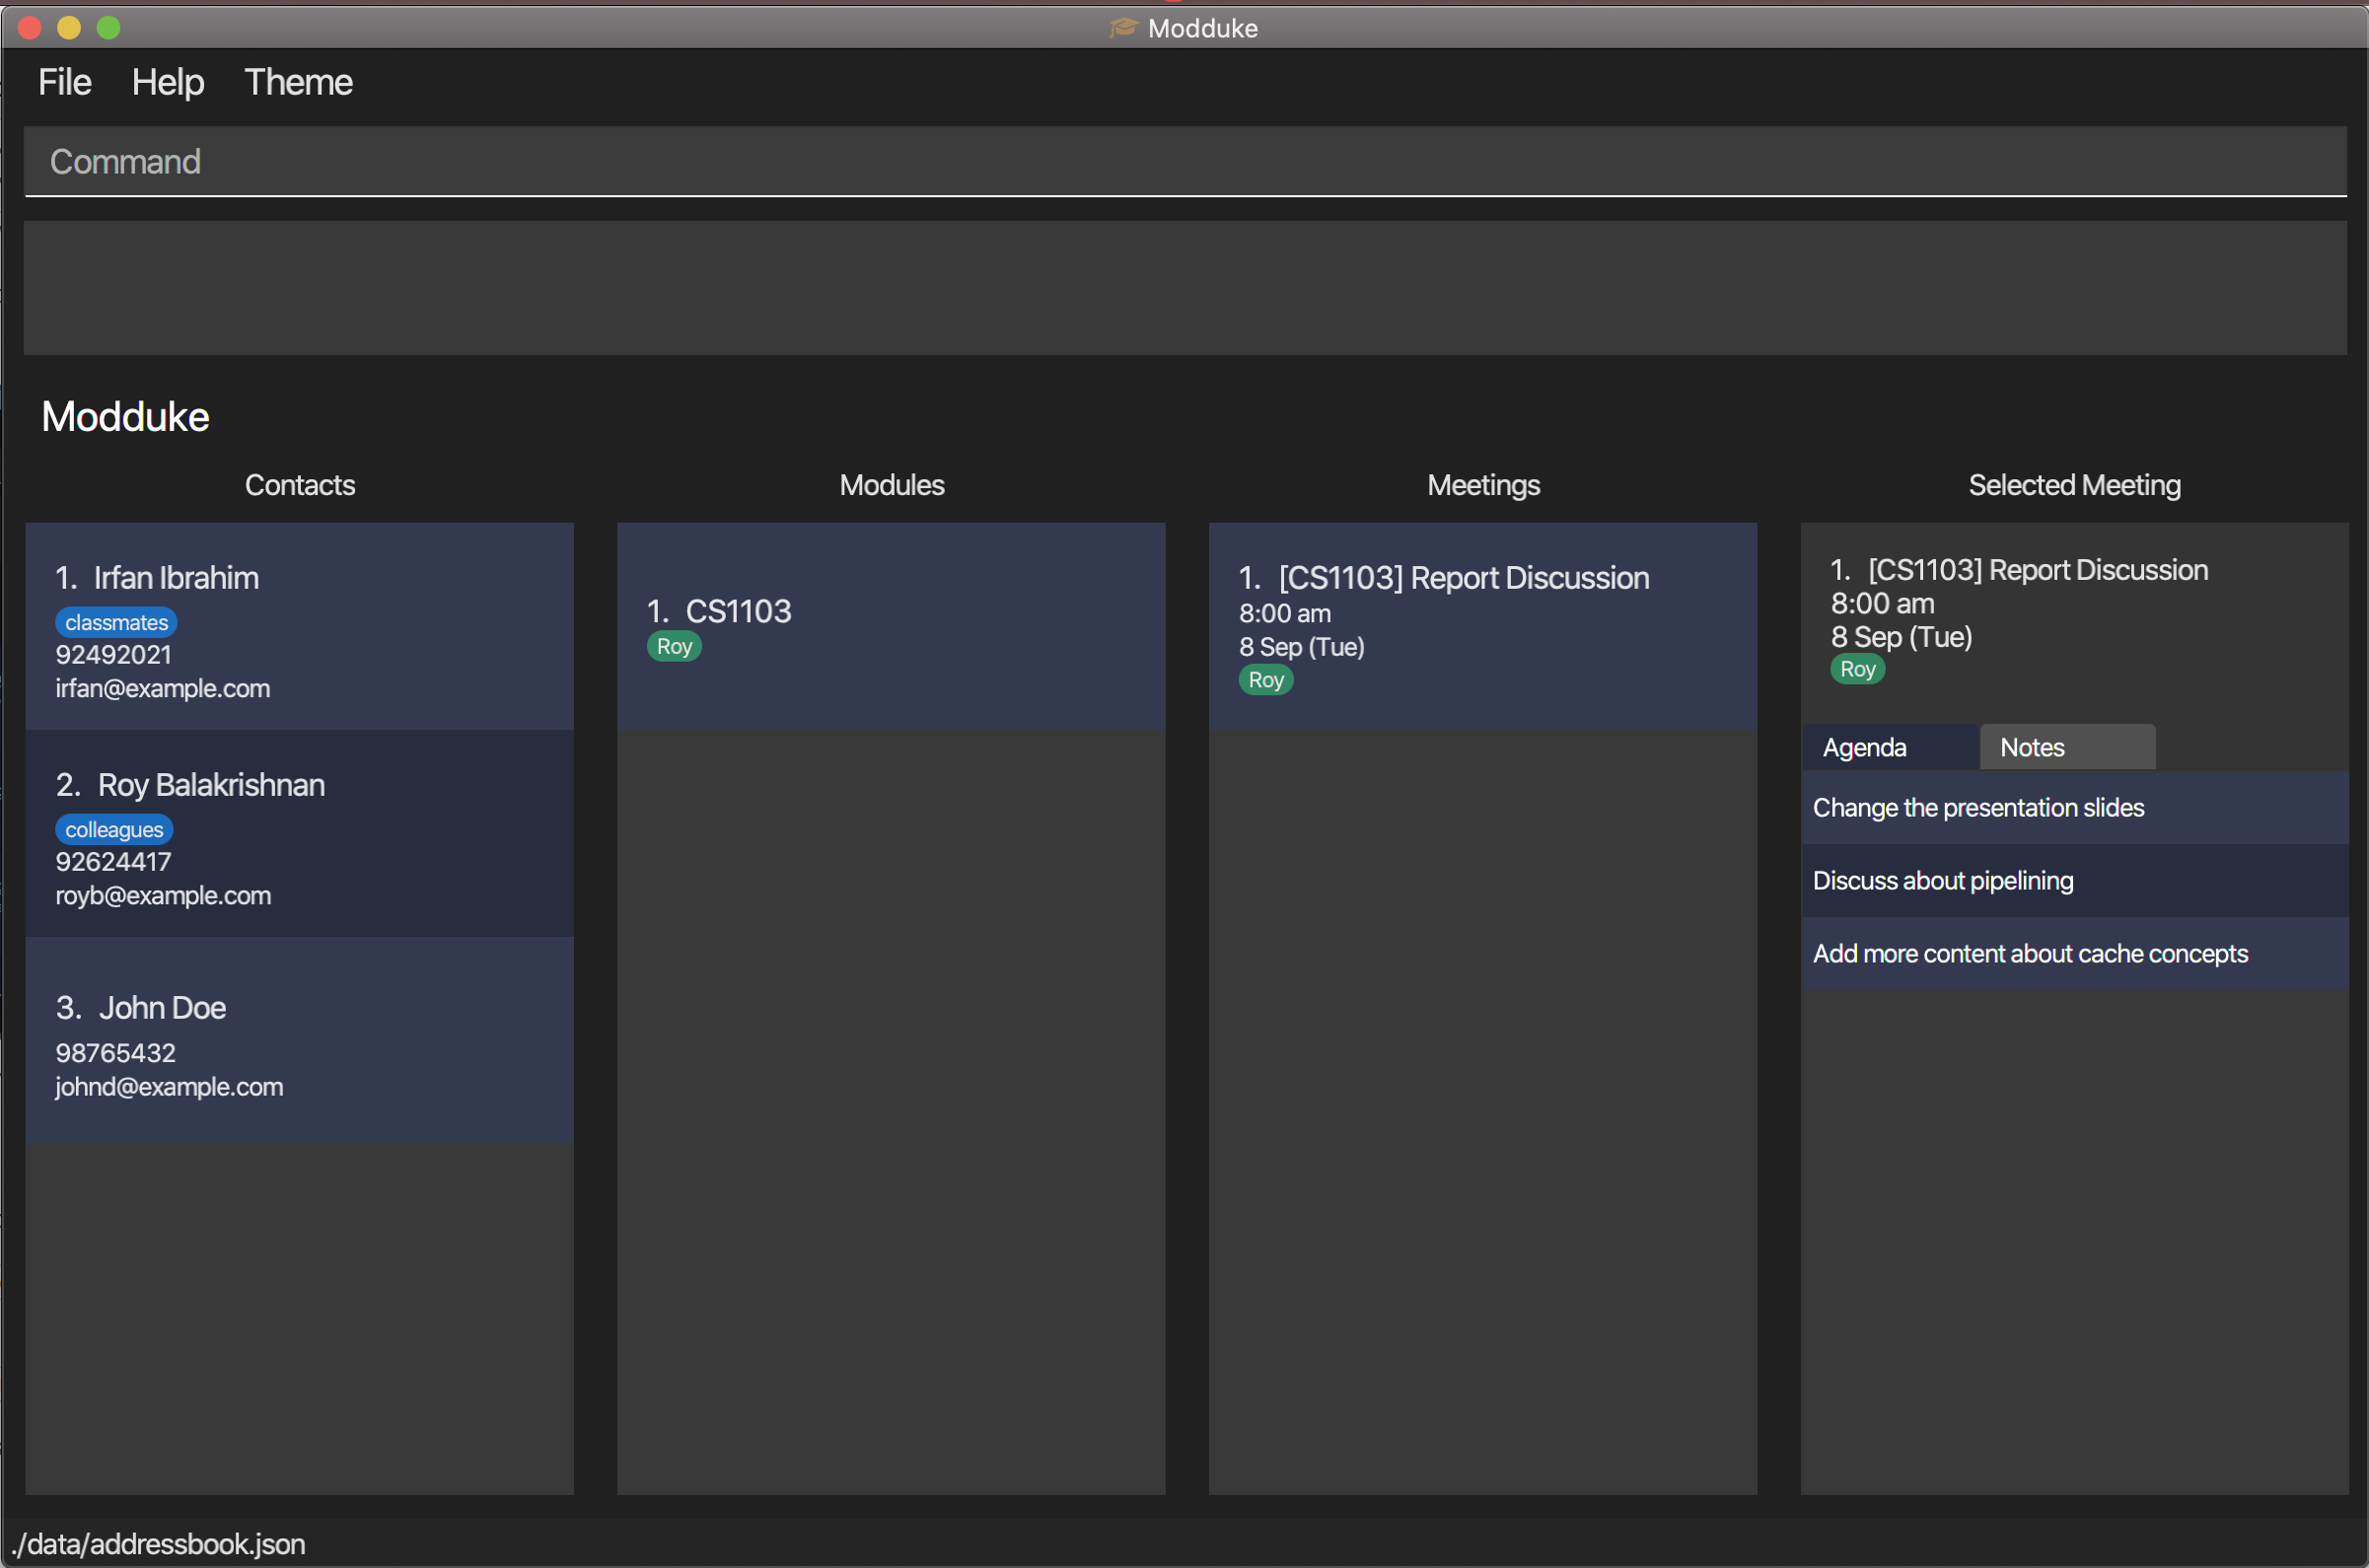 Modduke
File Help Theme
Command
Modduke
Contacts
1. Irfan Ibrahim
classmates
92492021
irfan@example.com
2. Roy Balakrishnan
colleagues
92624417
royb@example.com
3. John Doe
98765432
johnd@example.com
Modules
1. CS1103
Roy
Meetings
1. [CS1103] Report Discussion
8:00 am
8 Sep (Tue)
Roy
Selected Meeting
1. [CS1103] Report Discussion
8:00 am
8 Sep (Tue)
Roy
Agenda Notes
Change the presentation slides
Discuss about pipelining
Add more content about cache concepts
./data/addressbook.json